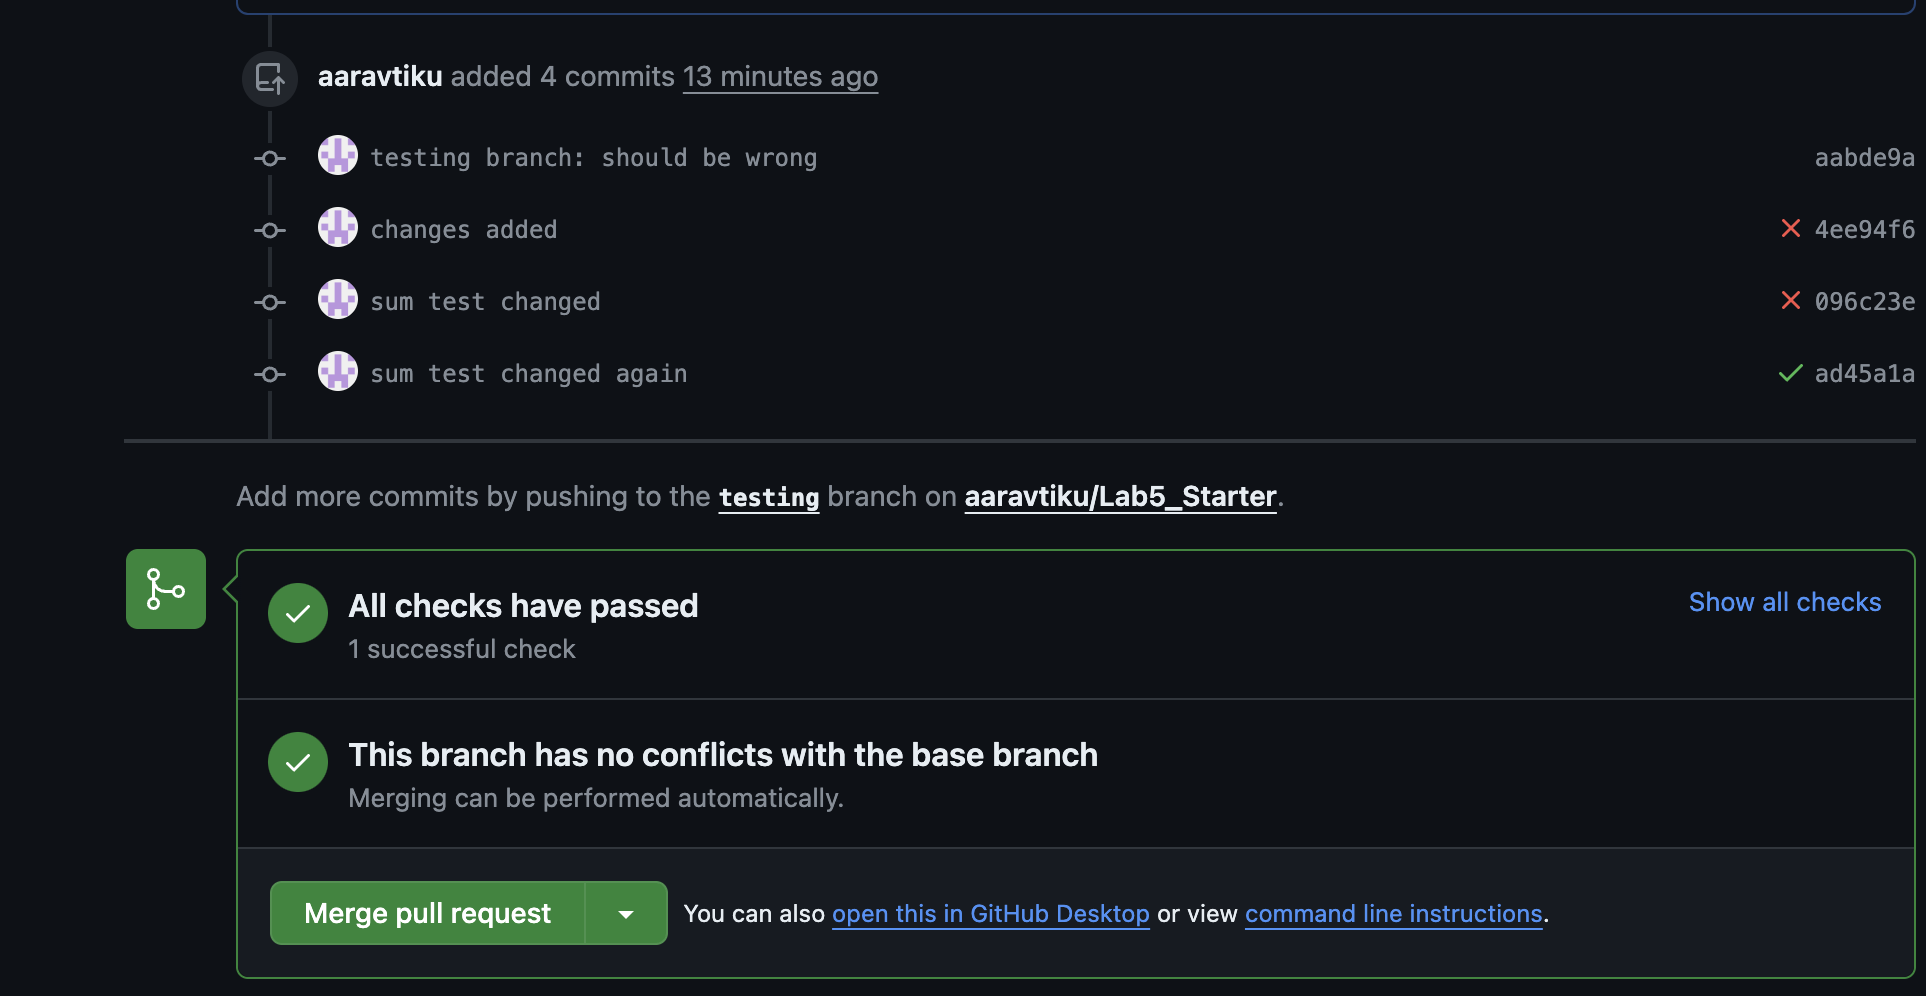 aaravtiku added 4 commits 13 minutes ago
testing branch: should be wrong aabde9a
changes added 4ee94f6
sum test changed 096c23e
sum test changed again ad45a1a
Add more commits by pushing to the testing branch on aaravtiku/Lab5_Starter.
All checks have passed Show all checks
1 successful check
This branch has no conflicts with the base branch
Merging can be performed automatically.
Merge pull request You can also open this in GitHub Desktop or view command line instructions.